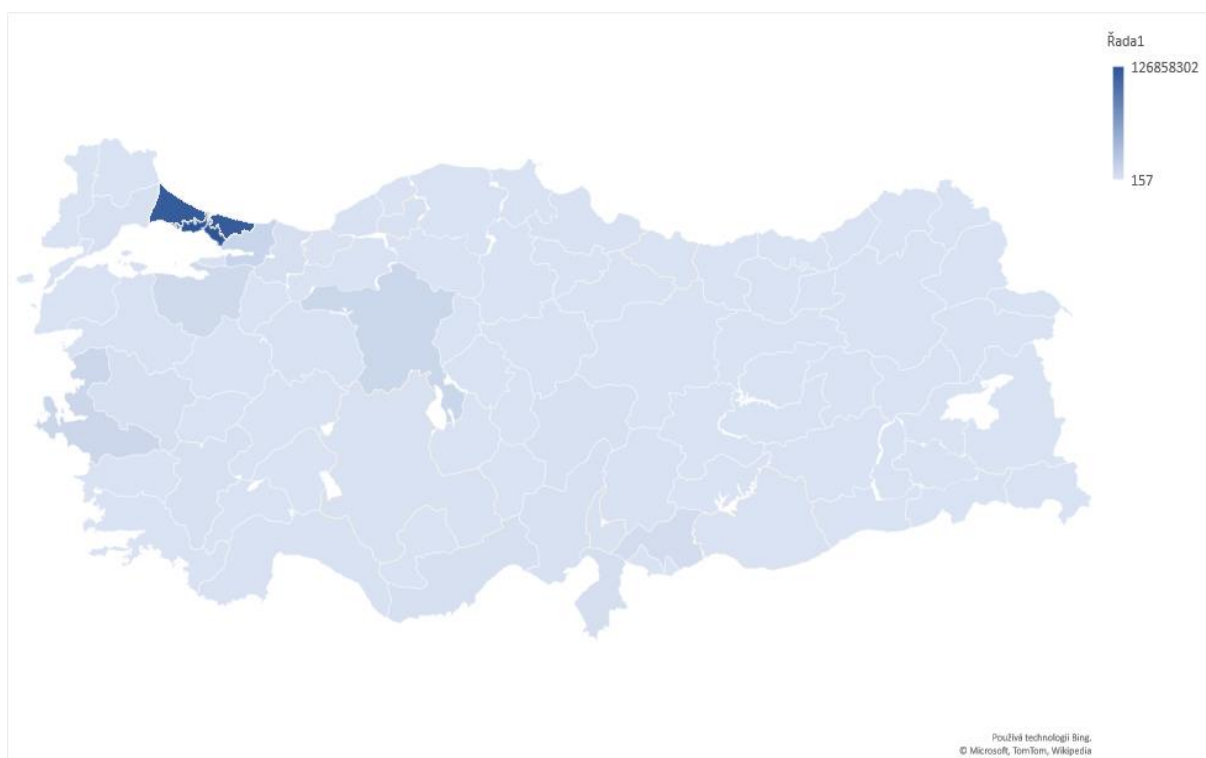 Řada1
126858302
157
Používá technologii Bing.
© Microsoft, TomTom, Wikipedia